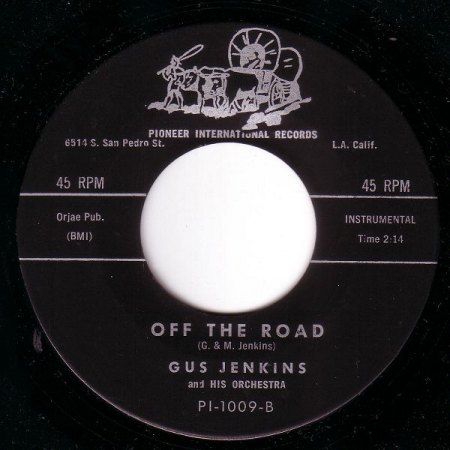 PIONEER INTERNATIONAL RECORDS
6514 S. San Pedro St. L.A. Calif.
45 RPM 45 RPM
Orjae Pub. INSTRUMENTAL
(BMI) Time 2:14
OFF THE ROAD
(G. & M. Jenkins)
GUS JENKINS
and HIS ORCHESTRA
PI-1009-B